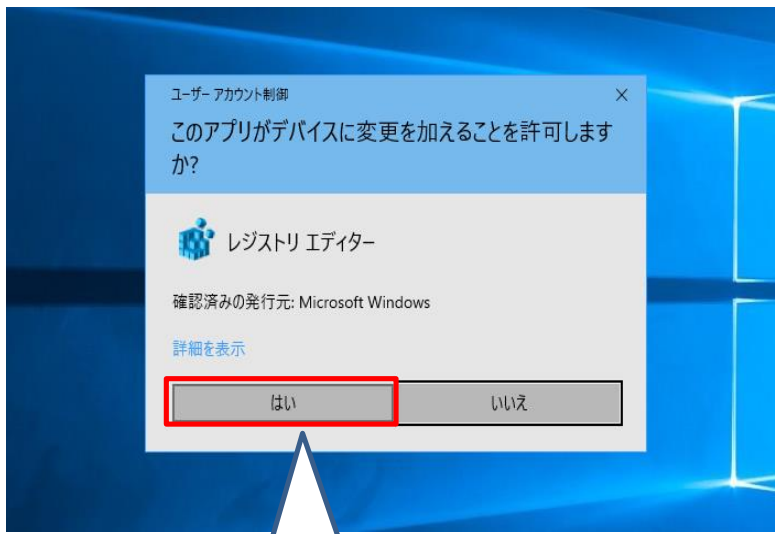 ユーザー アカウント制御
このアプリがデバイスに変更を加えることを許可します
か?
レジストリ エディター
確認済みの発行元: Microsoft Windows
詳細を表示
はい
いいえ